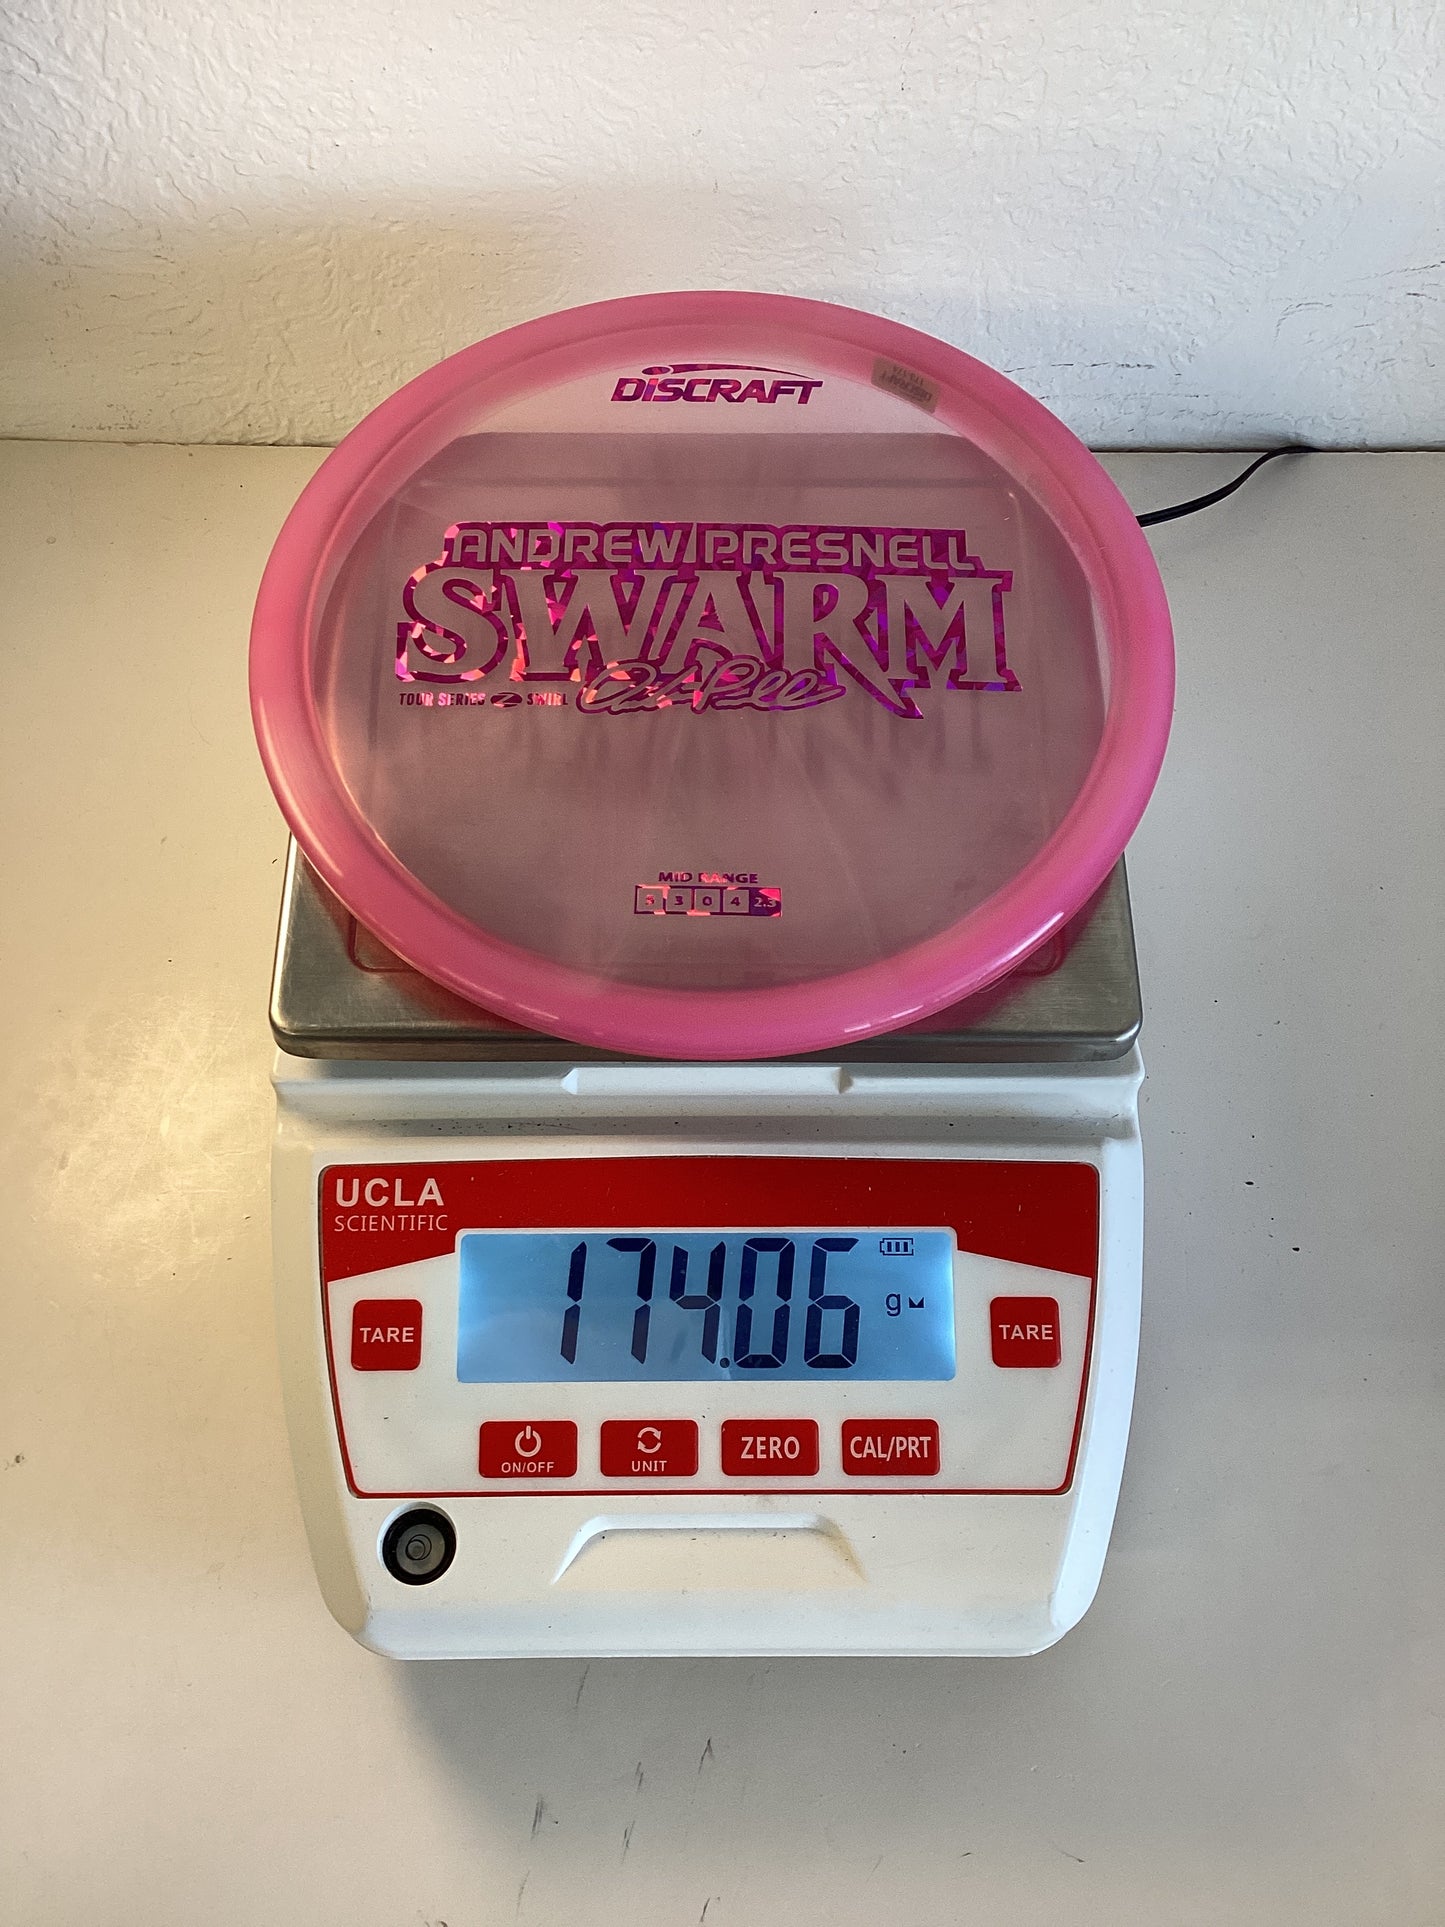 DISCRAFT
ANDREW PRESNELL
SWARM
TOUR SERIES Z SWIRL
MID RANGE
5 3 0 4 2.3
UCLA
SCIENTIFIC
174.06 g
TARE
TARE
ON/OFF
UNIT
ZERO
CAL/PRT